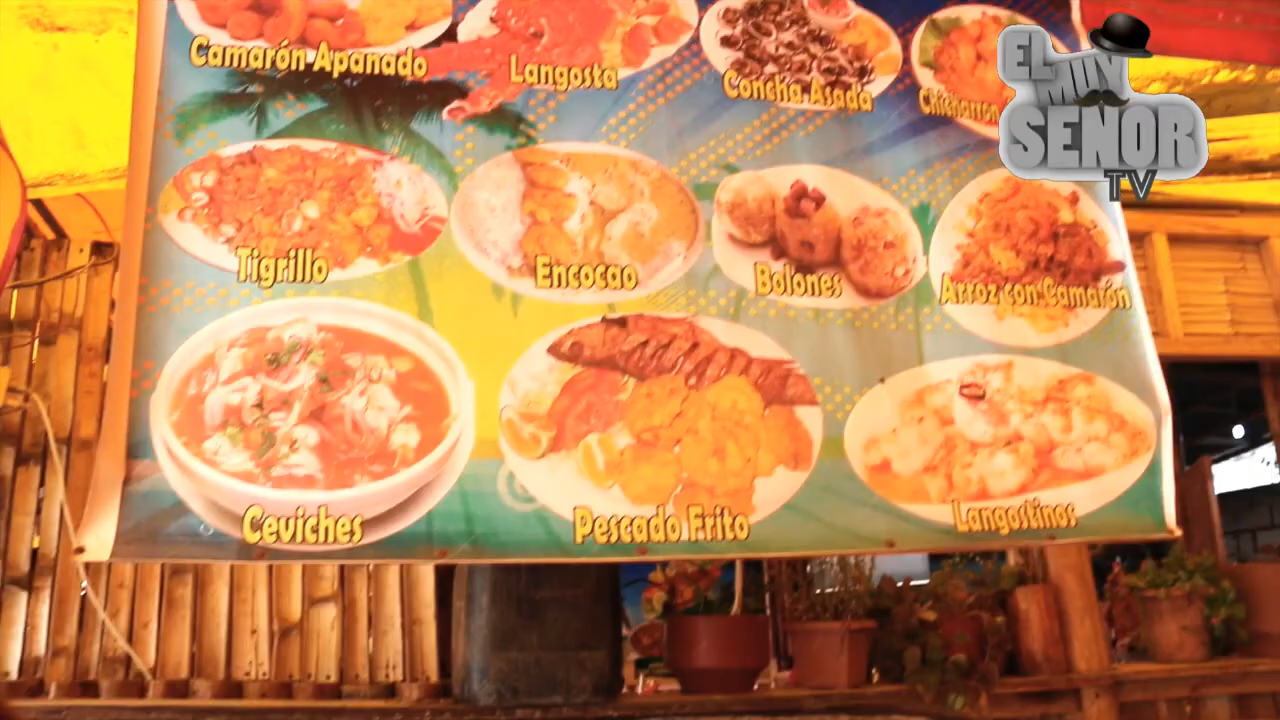 Camarón Apanado
Langosta
Concha Asada
Chicharron
Tigrillo
Encocao
Bolones
Arroz con Camarón
Ceviches
Pescado Frito
Langostinos
EL
MUY
SEÑOR
TV